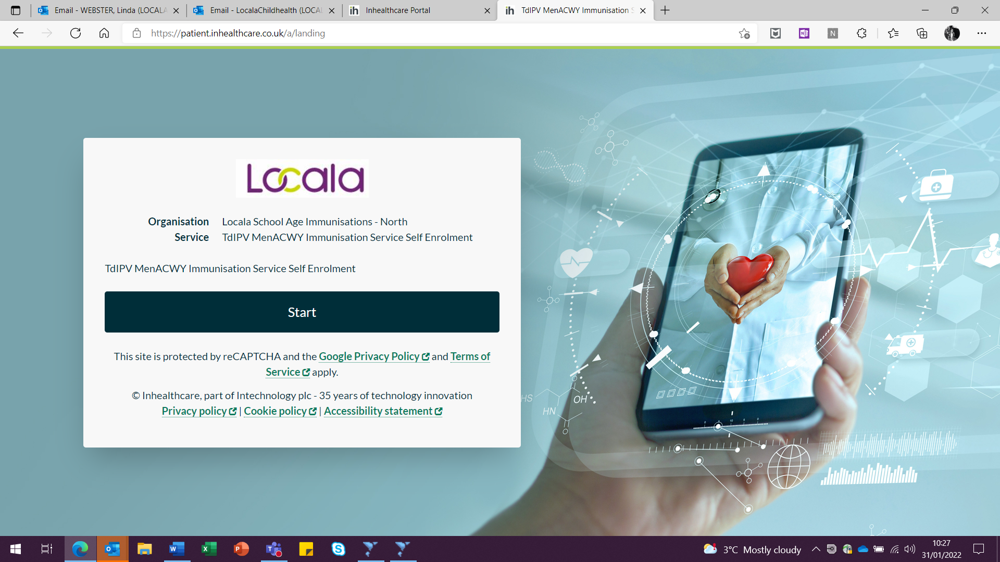 Email - WEBSTER, Linda (LOCALA
Email - LocalaChildhealth (LOCAL
ih Inhealthcare Portal
ih TdIPV MenACWY Immunisation S
https://patient.inhealthcare.co.uk/a/landing
Locala
Organisation Locala School Age Immunisations - North
Service TdIPV MenACWY Immunisation Service Self Enrolment
TdIPV MenACWY Immunisation Service Self Enrolment
Start
This site is protected by reCAPTCHA and the Google Privacy Policy and Terms of
Service apply.
© Inhealthcare, part of Intechnology plc - 35 years of technology innovation
Privacy policy | Cookie policy | Accessibility statement
HS
OH
HN
O
3°C Mostly cloudy
10:27
31/01/2022